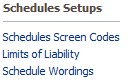 Schedules Setups
Schedules Screen Codes
Limits of Liability
Schedule Wordings